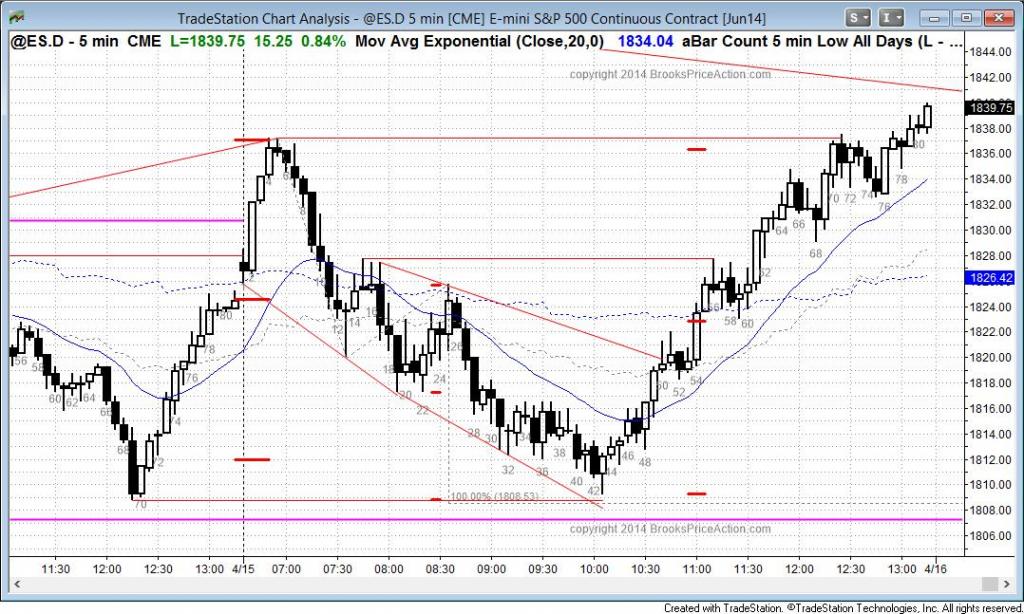 TradeStation Chart Analysis - @ES.D 5 min [CME] E-mini S&P 500 Continuous Contract [Jun14]
S I
@ES.D - 5 min CME L=1839.75 15.25 0.84% Mov Avg Exponential (Close,20,0) 1834.04 aBar Count 5 min Low All Days (L - ...
copyright 2014 BrooksPriceAction.com
1844.00
1842.00
1839.75
1838.00
1836.00
1834.00
1832.00
1830.00
1828.00
1826.42
1824.00
1822.00
1820.00
1818.00
1816.00
1814.00
1812.00
1810.00
1808.00
1806.00
56 58 60 62 64 66 68 70 72 74 76 78 80
2 4 6 8 10 12 14 16 18 20 22 24 26 28 30 32 34 36 38 40 42 44 46 48 50 52 54 56 58 60 62 64 66 68 70 72 74 76 78 80
100.00% (1808.53)
copyright 2014 BrooksPriceAction.com
11:30 12:00 12:30 13:00 4/15 07:00 07:30 08:00 08:30 09:00 09:30 10:00 10:30 11:00 11:30 12:00 12:30 13:00 4/16
Created with TradeStation. ©TradeStation Technologies, Inc. All rights reserved.